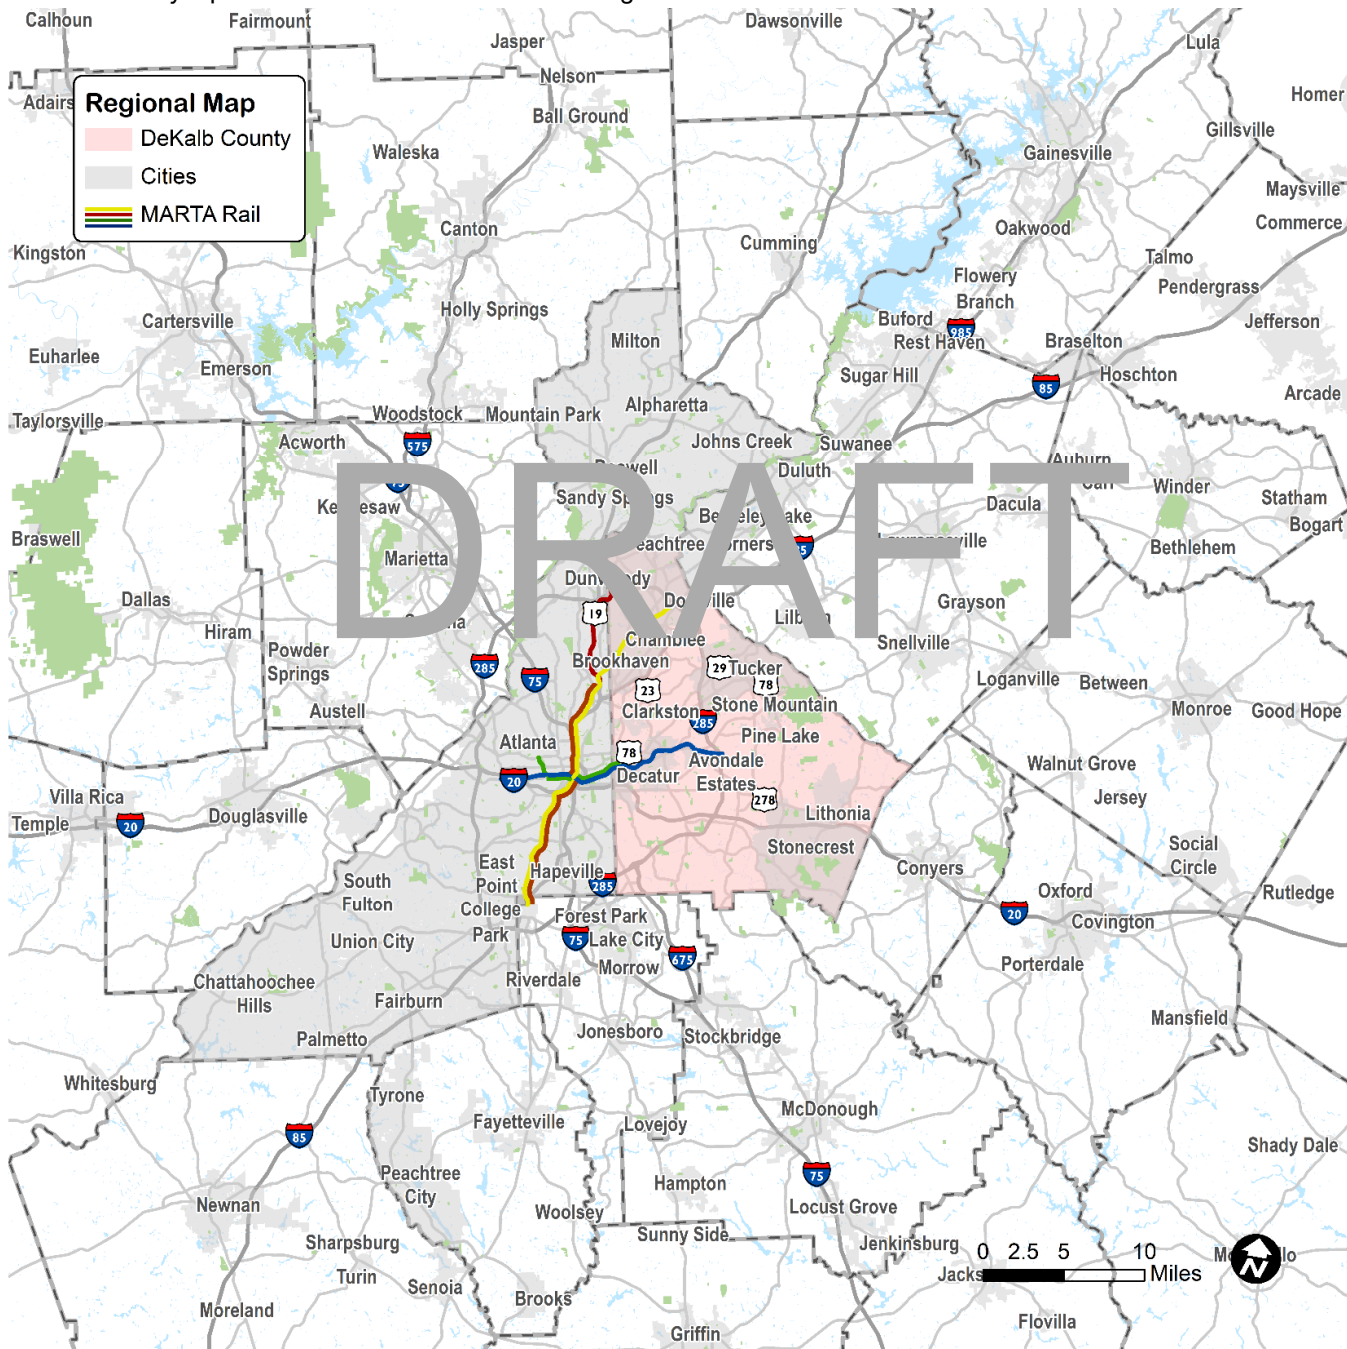 Calhoun
Fairmount
Dawsonville
Jasper
Lula
Nelson
Adairs
Homer
Regional Map
DeKalb County
Cities
MARTA Rail
Ball Ground
Gillsville
Waleska
Gainesville
Maysville
Commerce
Canton
Oakwood
Cumming
Kingston
Talmo
Flowery
Branch
Pendergrass
Holly Springs
Cartersville
Buford
985
Jefferson
Milton
Rest Haven
Braselton
Euharlee
Emerson
Sugar Hill
Hoschton
85
Arcade
Taylorsville
Woodstock
Mountain Park
Alpharetta
Acworth
575
Johns Creek
Suwanee
DRAFT
Duluth
Auburn
Winder
Sandy Springs
Dacula
Statham
Bogart
Braswell
Marietta
Bethlehem
Dallas
19
Grayson
Hiram
Chamblee
Snellville
Powder
Springs
285
75
Brookhaven
29
Tucker
78
23
Loganville
Between
Austell
Clarkston
285
Stone Mountain
Monroe
Good Hope
Atlanta
78
Pine Lake
Avondale
Estates
Decatur
20
Walnut Grove
Villa Rica
Jersey
278
Temple
20
Douglasville
Lithonia
Stonecrest
Social
Circle
East
Point
Hapeville
285
Conyers
South
Fulton
Oxford
Rutledge
College
Park
Forest Park
20
Covington
Union City
75
Lake City
675
Morrow
Porterdale
Chattahoochee
Hills
Riverdale
Fairburn
Mansfield
Palmetto
Jonesboro
Stockbridge
Whitesburg
Tyrone
McDonough
Fayetteville
Lovejoy
85
Shady Dale
Peachtree
City
75
Hampton
Newnan
Woolsey
Locust Grove
Sunny Side
Sharpsburg
Jenkinsburg
0 2.5 5 10
Miles
N
Turin
Senoia
Jacks
Brooks
Moreland
Flovilla
Griffin